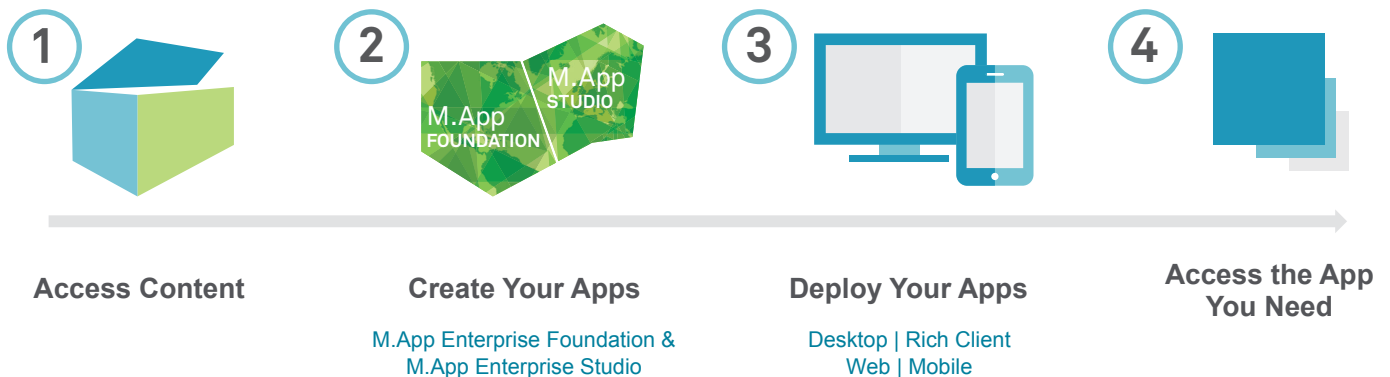 1
2
3
4
M.App
FOUNDATION
M.App
STUDIO
Access Content
Create Your Apps
M.App Enterprise Foundation &
M.App Enterprise Studio
Deploy Your Apps
Desktop | Rich Client
Web | Mobile
Access the App
You Need